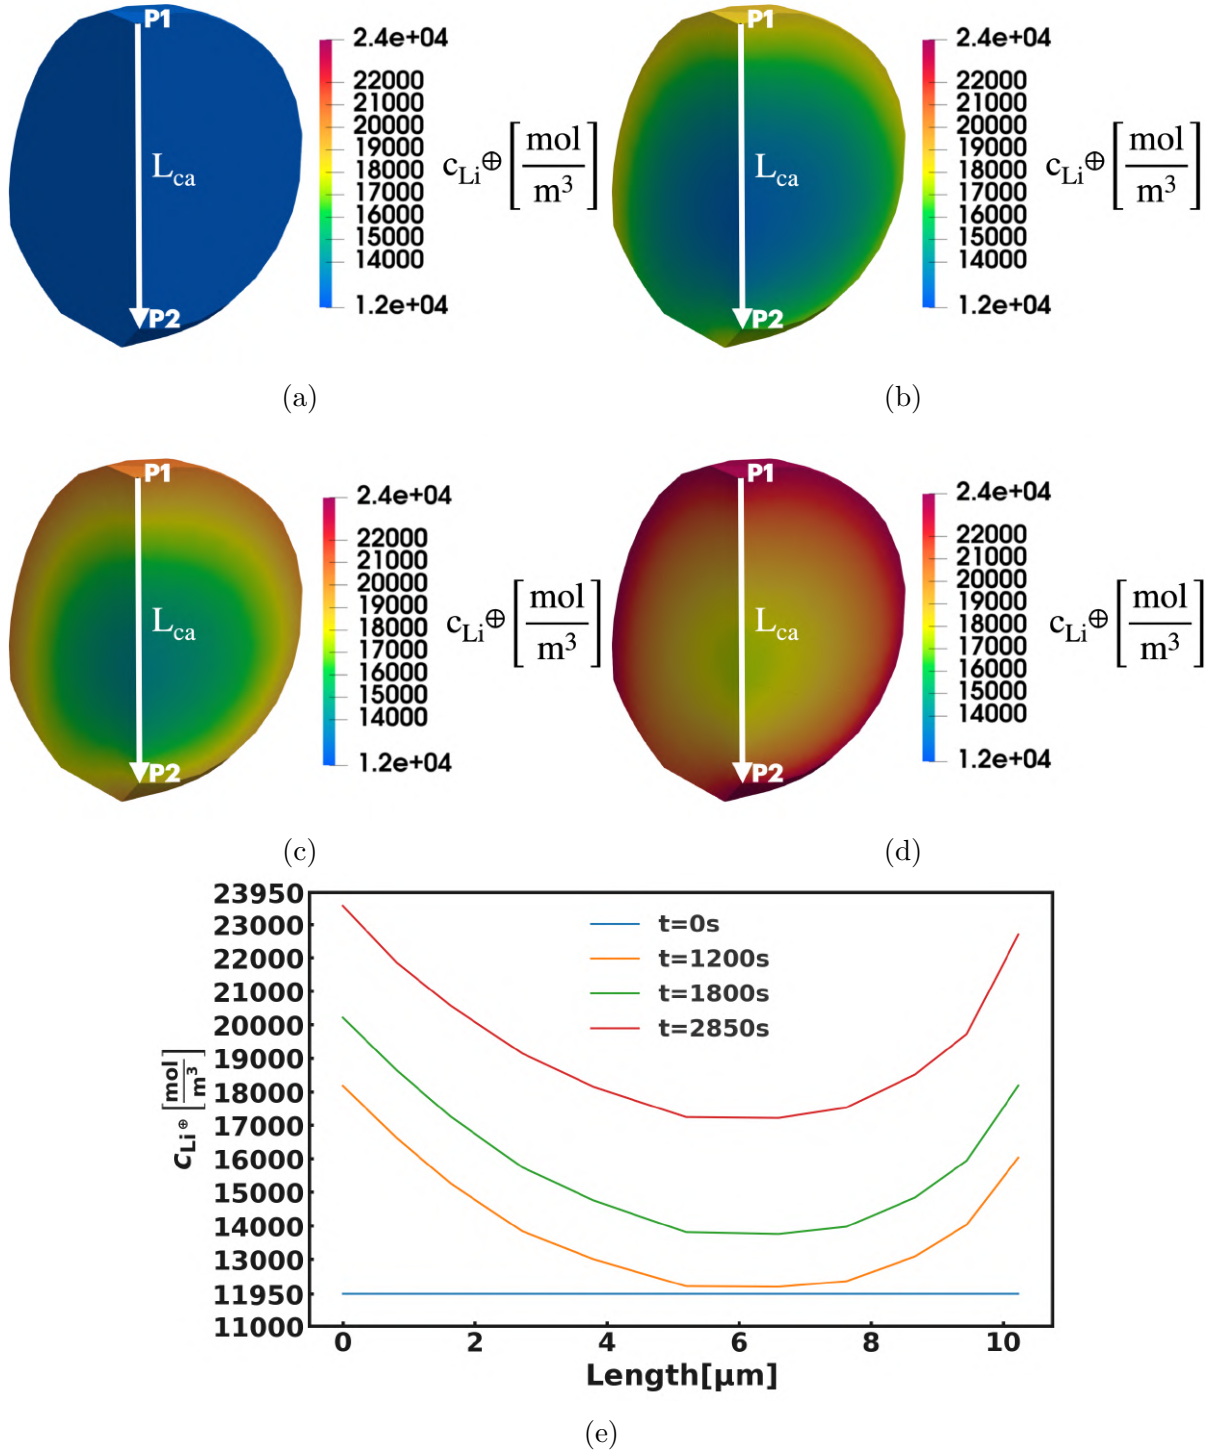 P1
L_ca
P2
2.4e+04
22000
21000
20000
19000
18000
17000
16000
15000
14000
1.2e+04
c_Li⊕ [mol/m³]
(a)
P1
L_ca
P2
2.4e+04
22000
21000
20000
19000
18000
17000
16000
15000
14000
1.2e+04
c_Li⊕ [mol/m³]
(b)
P1
L_ca
P2
2.4e+04
22000
21000
20000
19000
18000
17000
16000
15000
14000
1.2e+04
c_Li⊕ [mol/m³]
(c)
P1
L_ca
P2
2.4e+04
22000
21000
20000
19000
18000
17000
16000
15000
14000
1.2e+04
c_Li⊕ [mol/m³]
(d)
c_Li⊕ [mol/m³]
23950
23000
22000
21000
20000
19000
18000
17000
16000
15000
14000
13000
11950
11000
t=0s
t=1200s
t=1800s
t=2850s
0 2 4 6 8 10
Length[μm]
(e)